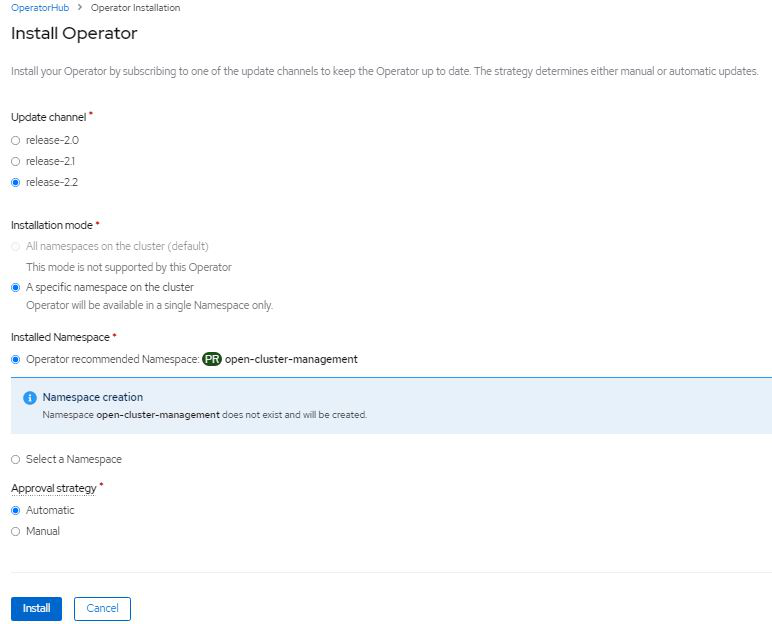 OperatorHub > Operator Installation
Install Operator
Install your Operator by subscribing to one of the update channels to keep the Operator up to date. The strategy determines either manual or automatic updates.
Update channel *
release-2.0
release-2.1
release-2.2
Installation mode *
All namespaces on the cluster (default)
This mode is not supported by this Operator
A specific namespace on the cluster
Operator will be available in a single Namespace only.
Installed Namespace *
Operator recommended Namespace: PR open-cluster-management
Namespace creation
Namespace open-cluster-management does not exist and will be created.
Select a Namespace
Approval strategy *
Automatic
Manual
Install Cancel